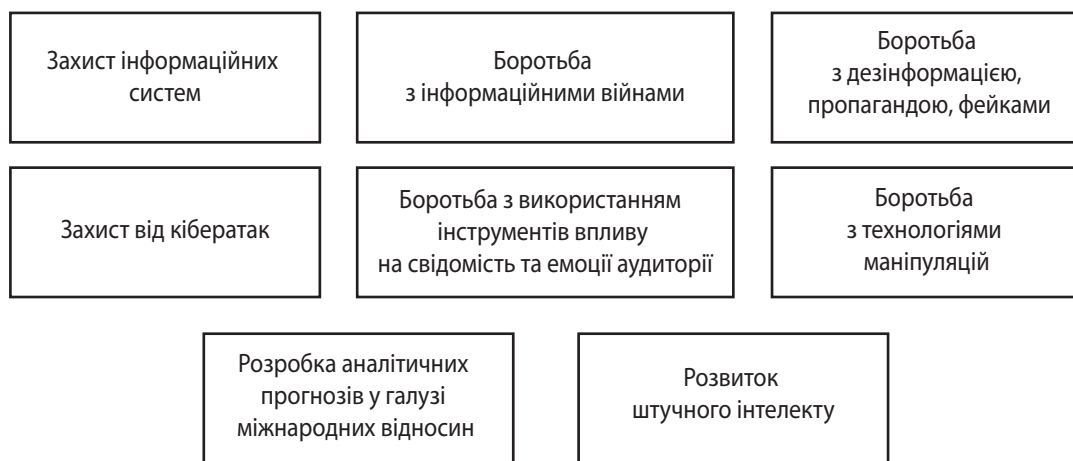 Захист інформаційних
систем
Боротьба
з інформаційними війнами
Боротьба
з дезінформацією,
пропагандою, фейками
Захист від кібератак
Боротьба з використанням
інструментів впливу
на свідомість та емоції аудиторії
Боротьба
з технологіями
маніпуляцій
Розробка аналітичних
прогнозів у галузі
міжнародних відносин
Розвиток
штучного інтелекту